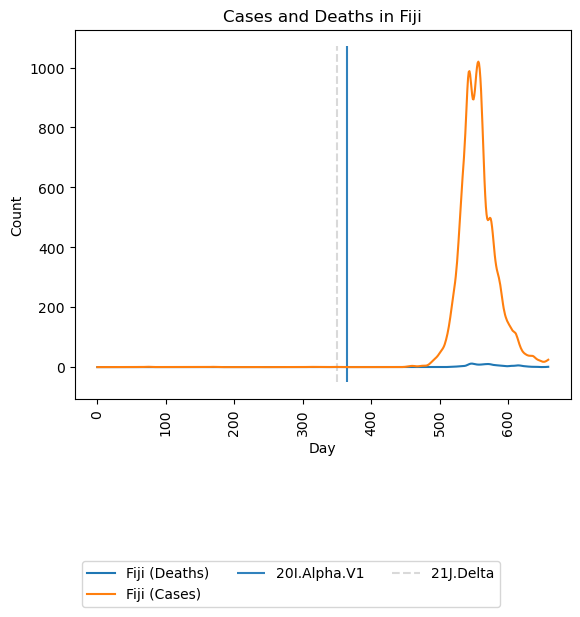 Cases and Deaths in Fiji
Count
1000
800
600
400
200
0
0 100 200 300 400 500 600
Day
Fiji (Deaths) 20I.Alpha.V1 21J.Delta
Fiji (Cases)